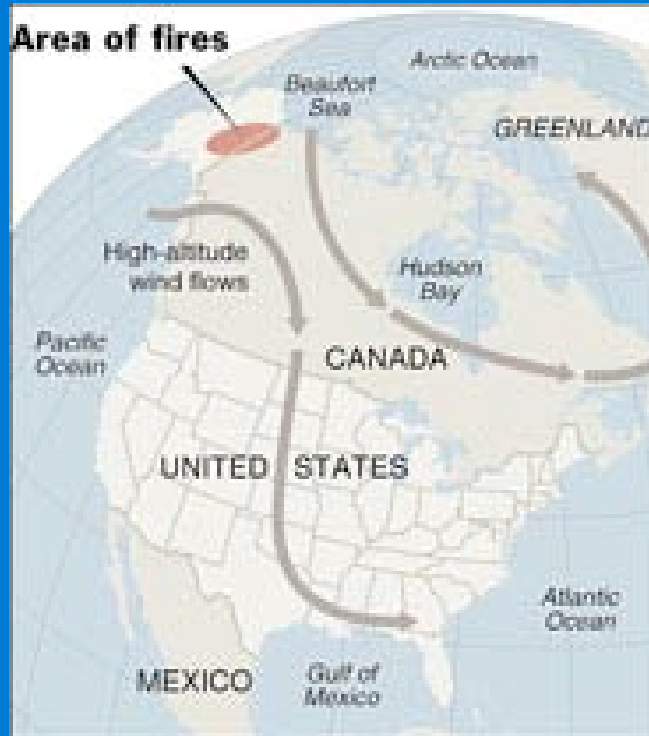 Area of fires
Arctic Ocean
Beaufort
Sea
GREENLAND
High-altitude
wind flows
Hudson
Bay
Pacific
Ocean
CANADA
UNITED STATES
Atlantic
Ocean
MEXICO
Gulf of
Mexico